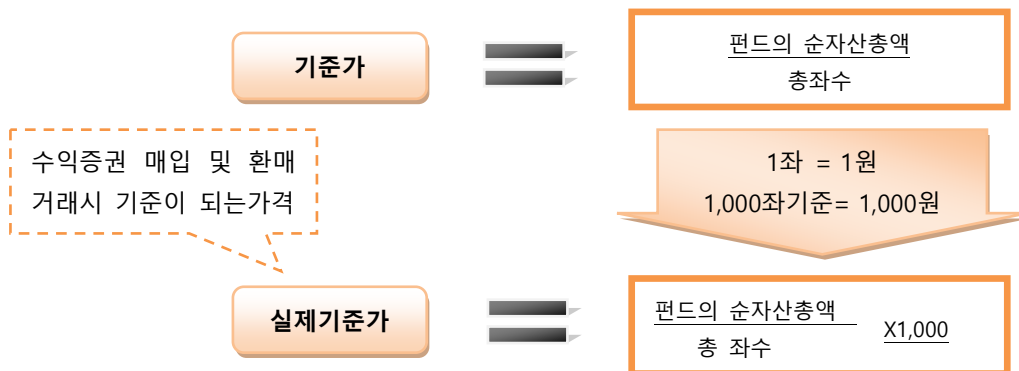 기준가
펀드의 순자산총액
총좌수
수익증권 매입 및 환매
거래시 기준이 되는가격
1좌 = 1원
1,000좌기준= 1,000원
실제기준가
펀드의 순자산총액
X1,000
총 좌수